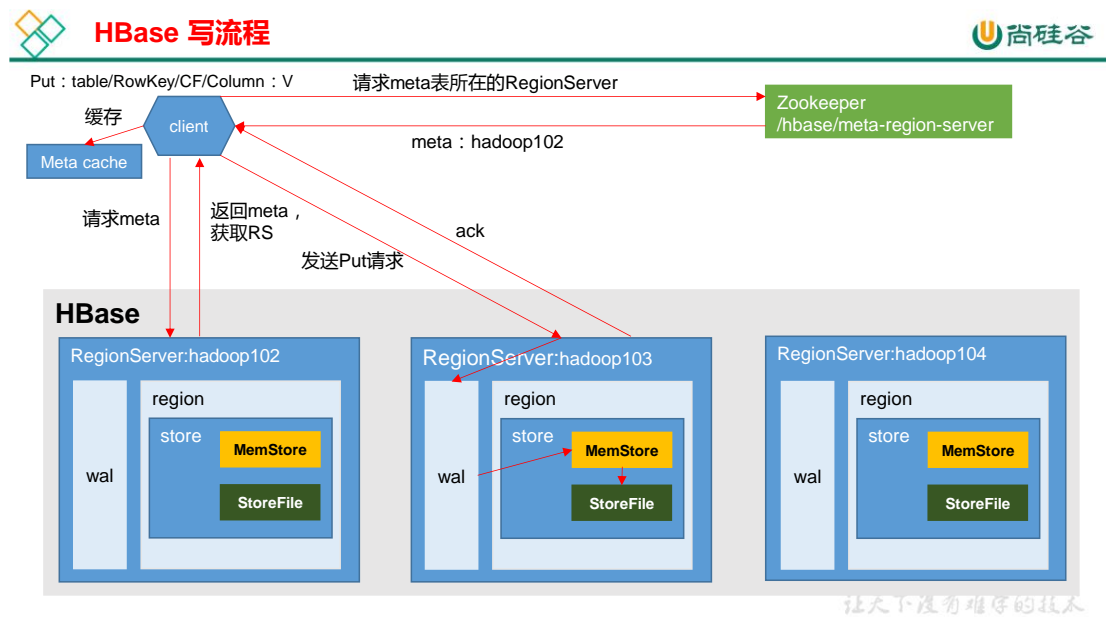 HBase 写流程
尚硅谷
Put：table/RowKey/CF/Column：V
请求meta表所在的RegionServer
Zookeeper
/hbase/meta-region-server
缓存
client
meta：hadoop102
Meta cache
请求meta
返回meta，
获取RS
ack
发送Put请求
HBase
RegionServer:hadoop102
region
store
MemStore
wal
StoreFile
RegionServer:hadoop103
region
store
MemStore
wal
StoreFile
RegionServer:hadoop104
region
store
MemStore
wal
StoreFile
让天下没有难学的技术